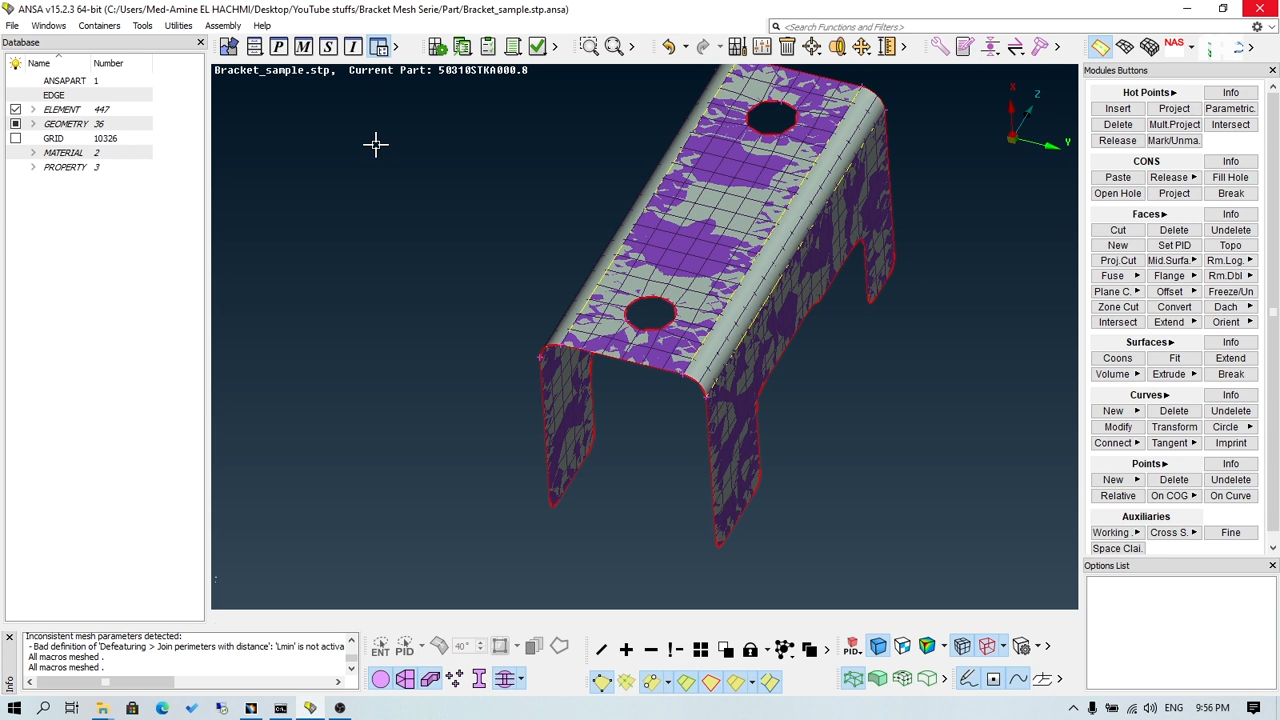 ANSA v15.2.3 64-bit (C:/Users/Med-Amine EL HACHMI/Desktop/YouTube stuffs/Bracket Mesh Serie/Part/Bracket_sample.stp.ansa)
File Windows Containers Tools Utilities Assembly Help
<Search Functions>
P M S I
NAS
Database
Name Number
ANSAPART 1
EDGE
ELEMENT 447
GEOMETRY 36
GRID 10326
MATERIAL 2
PROPERTY 3
Bracket_sample.stp, Current Part: 50310STKA000.8
X
Z
Y
:
Modules Buttons
Hot Points Info
Insert Project Parametric.
Delete Mult.Project Intersect
Release Mark/Unma.
CONS Info
Paste Release Fill Hole
Open Hole Project Break
Faces Info
Cut Delete Undelete
New Set PID Topo
Proj.Cut Mid.Surfa. Rm.Log.
Fuse Flange Rm.Dbl
Plane C. Offset Freeze/Un
Zone Cut Convert Dach
Intersect Extend Orient
Surfaces Info
Coons Fit Extend
Volume Extrude Break
Curves Info
New Delete Undelete
Modify Transform Circle
Connect Tangent Imprint
Points Info
New Delete Undelete
Relative On COG On Curve
Auxiliaries
Working . Cross S. Fine
Space Clai.
Options List
Inconsistent mesh parameters detected:
- Bad definition of 'Defeaturing > Join perimeters with distance': 'Lmin' is not activa
All macros meshed .
All macros meshed .
Info
ENT PID 40°
PID
ENG 9:56 PM